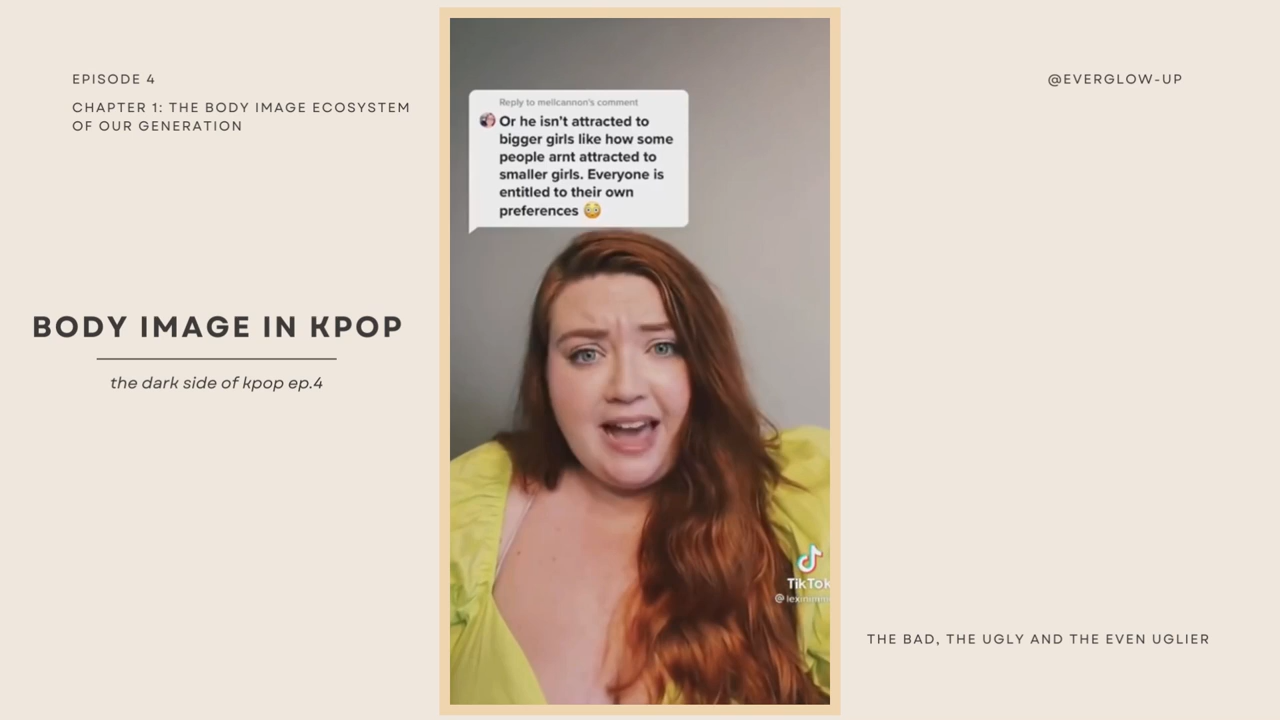 EPISODE 4
CHAPTER 1: THE BODY IMAGE ECOSYSTEM
OF OUR GENERATION
BODY IMAGE IN KPOP
the dark side of kpop ep.4
Reply to mellcannon's comment
Or he isn't attracted to
bigger girls like how some
people arnt attracted to
smaller girls. Everyone is
entitled to their own
preferences 😳
TikTok
@EVERGLOW-UP
THE BAD, THE UGLY AND THE EVEN UGLIER